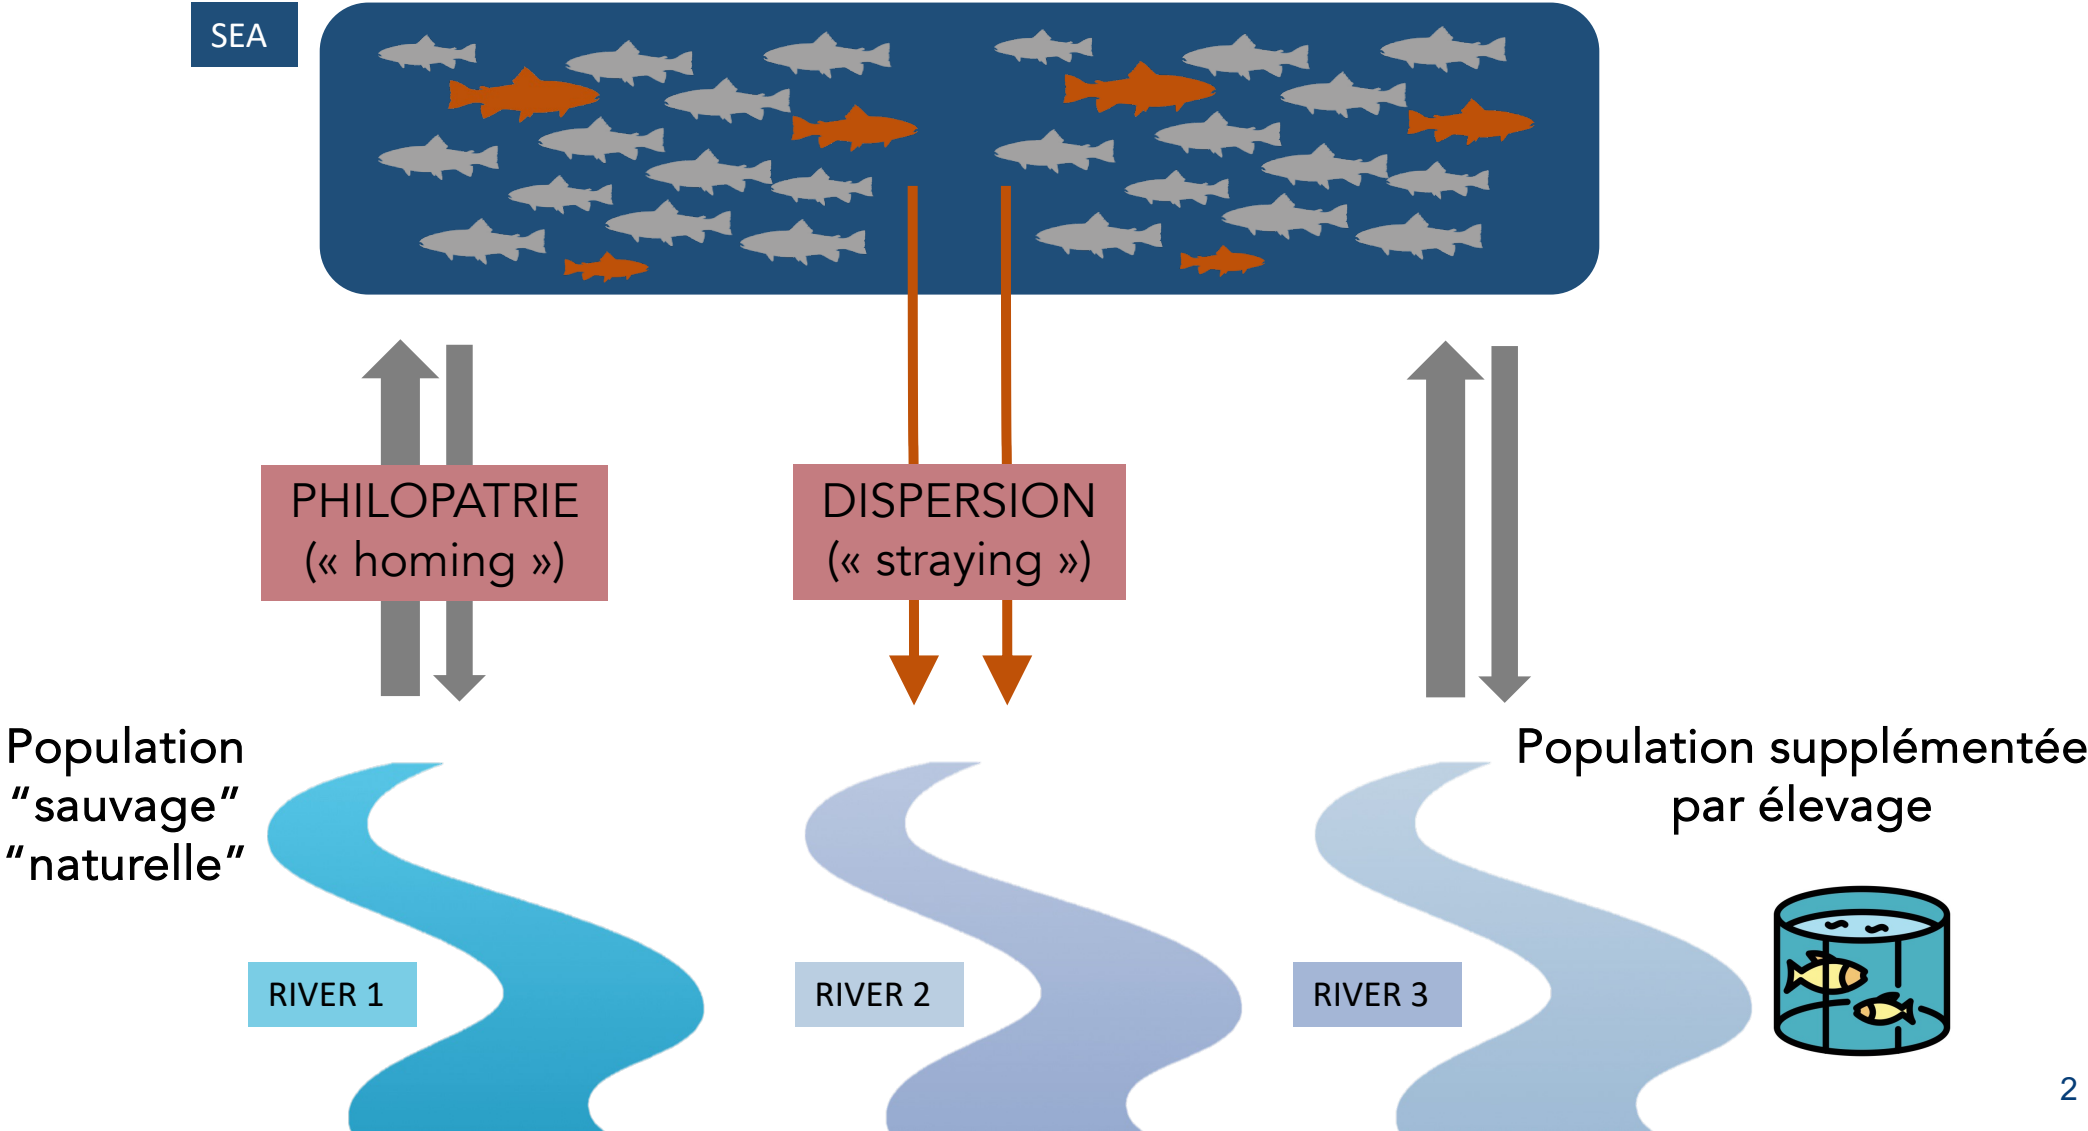 SEA
PHILOPATRIE
(« homing »)
DISPERSION
(« straying »)
Population
“sauvage”
“naturelle”
Population supplémentée
par élevage
RIVER 1
RIVER 2
RIVER 3
2